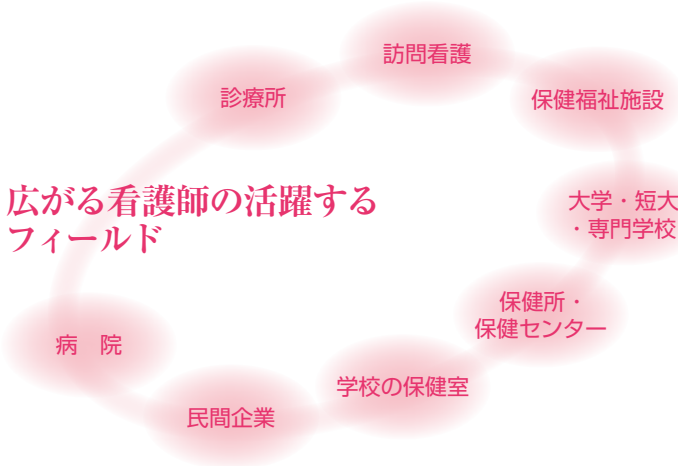 訪問看護
診療所
保健福祉施設
広がる看護師の活躍する
フィールド
大学・短大
・専門学校
保健所・
保健センター
病　院
学校の保健室
民間企業